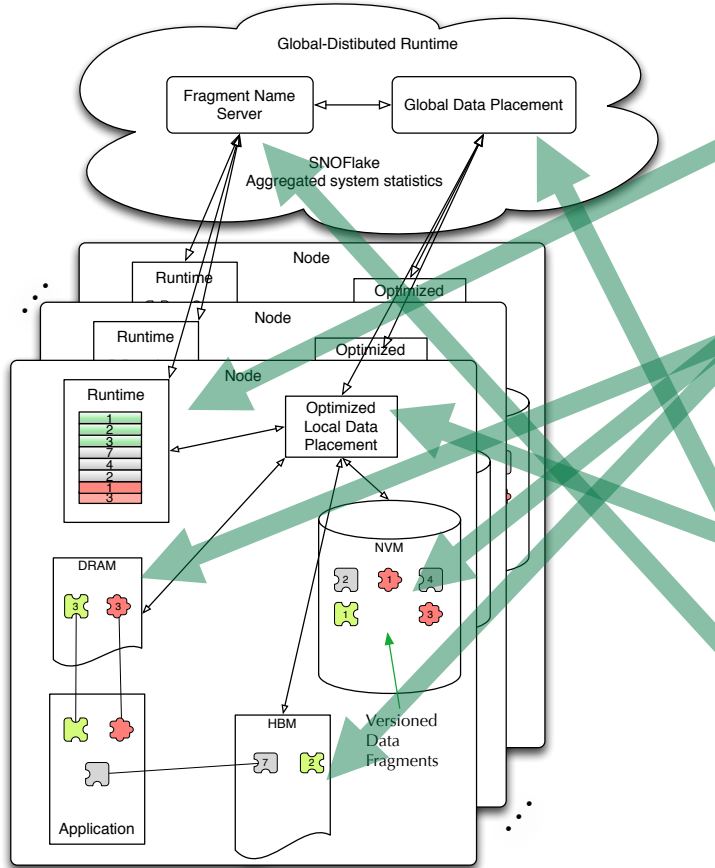 Global-Distibuted Runtime
Fragment Name
Server
Global Data Placement
SNOFlake
Aggregated system statistics
Node
Runtime
Optimized
Node
Runtime
Optimized
Node
Runtime
1
2
3
7
4
2
1
3
Optimized
Local Data
Placement
DRAM
3
3
NVM
2
1
4
1
3
Versioned
Data
Fragments
HBM
7
2
Application